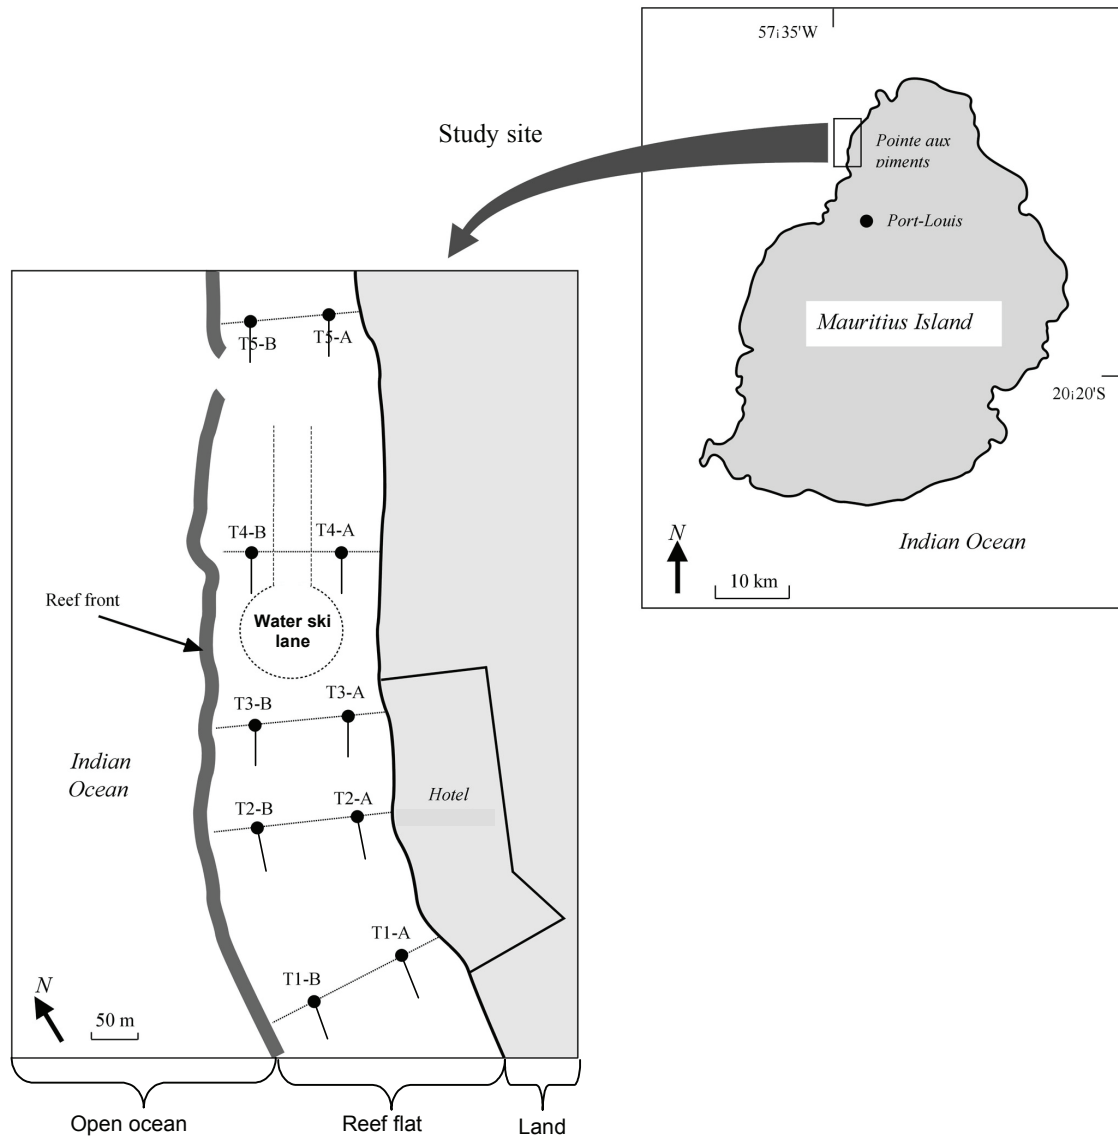 57¡35'W
Study site
Pointe aux
piments
Port-Louis
Mauritius Island
20¡20'S
N
10 km
Indian Ocean
T5-B
T5-A
T4-B
T4-A
Reef front
Water ski
lane
T3-B
T3-A
Indian
Ocean
T2-B
T2-A
Hotel
T1-A
T1-B
N
50 m
Open ocean
Reef flat
Land